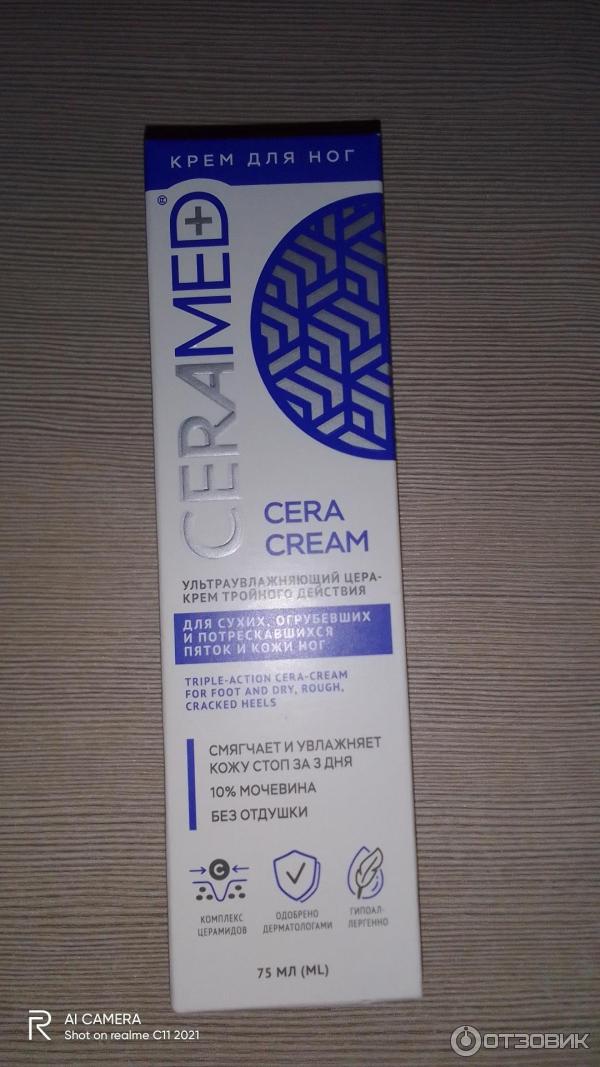 КРЕМ ДЛЯ НОГ
CERAMED+®
CERA
CREAM
УЛЬТРАУВЛАЖНЯЮЩИЙ ЦЕРА-
КРЕМ ТРОЙНОГО ДЕЙСТВИЯ
ДЛЯ СУХИХ, ОГРУБЕВШИХ
И ПОТРЕСКАВШИХСЯ
ПЯТОК И КОЖИ НОГ
TRIPLE-ACTION CERA-CREAM
FOR FOOT AND DRY, ROUGH,
CRACKED HEELS
СМЯГЧАЕТ И УВЛАЖНЯЕТ
КОЖУ СТОП ЗА 3 ДНЯ
10% МОЧЕВИНА
БЕЗ ОТДУШКИ
C
КОМПЛЕКС
ЦЕРАМИДОВ
ОДОБРЕНО
ДЕРМАТОЛОГАМИ
ГИПОАЛ-
ЛЕРГЕННО
75 МЛ (ML)
R
AI CAMERA
Shot on realme C11 2021
ОТЗОВИК